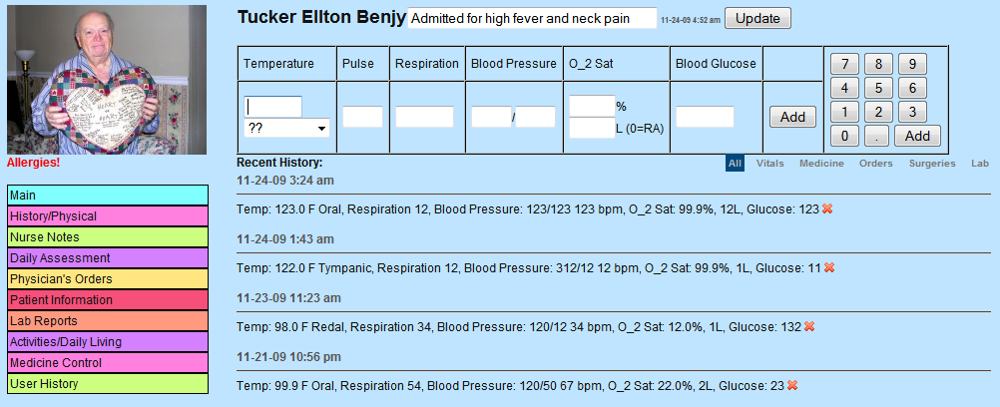 Tucker Ellton Benjy Admitted for high fever and neck pain 11-24-09 4:52 am Update
Temperature Pulse Respiration Blood Pressure O_2 Sat Blood Glucose
?? / % L (0=RA) Add
7 8 9
4 5 6
1 2 3
0 . Add
HEART to HEART
Allergies!
Main
History/Physical
Nurse Notes
Daily Assessment
Physician's Orders
Patient Information
Lab Reports
Activities/Daily Living
Medicine Control
User History
Recent History: All Vitals Medicine Orders Surgeries Lab
11-24-09 3:24 am
Temp: 123.0 F Oral, Respiration 12, Blood Pressure: 123/123 123 bpm, O_2 Sat: 99.9%, 12L, Glucose: 123
11-24-09 1:43 am
Temp: 122.0 F Tympanic, Respiration 12, Blood Pressure: 312/12 12 bpm, O_2 Sat: 99.9%, 1L, Glucose: 11
11-23-09 11:23 am
Temp: 98.0 F Redal, Respiration 34, Blood Pressure: 120/12 34 bpm, O_2 Sat: 12.0%, 1L, Glucose: 132
11-21-09 10:56 pm
Temp: 99.9 F Oral, Respiration 54, Blood Pressure: 120/50 67 bpm, O_2 Sat: 22.0%, 2L, Glucose: 23